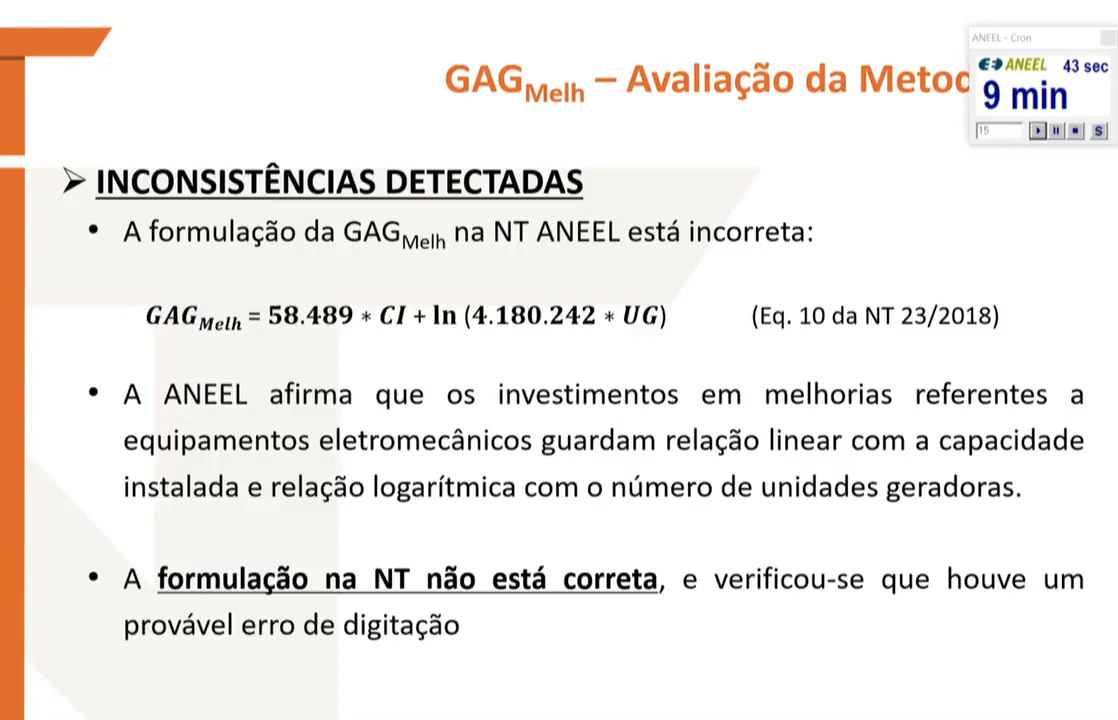 ANEEL - Cron
ANEEL 43 sec
9 min
15
S
GAGMelh – Avaliação da
➤ INCONSISTÊNCIAS DETECTADAS
• A formulação da GAGMelh na NT ANEEL está incorreta:
GAGMelh = 58.489 * CI + ln (4.180.242 * UG) (Eq. 10 da NT 23/2018)
• A ANEEL afirma que os investimentos em melhorias referentes a
equipamentos eletromecânicos guardam relação linear com a capacidade
instalada e relação logarítmica com o número de unidades geradoras.
• A formulação na NT não está correta, e verificou-se que houve um
provável erro de digitação